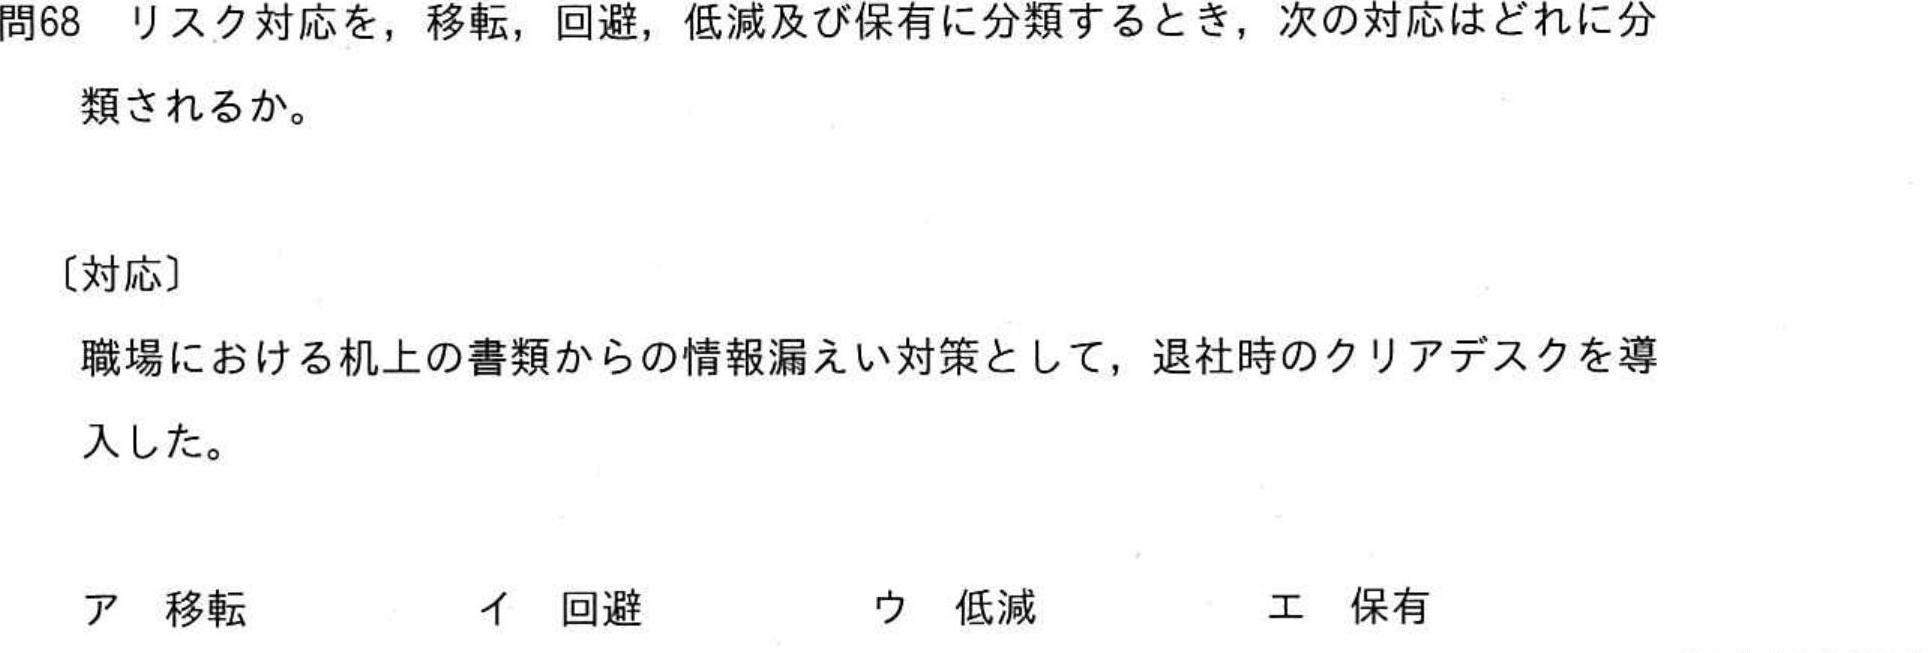 問68 リスク対応を，移転，回避，低減及び保有に分類するとき，次の対応はどれに分
類されるか。
〔対応〕
職場における机上の書類からの情報漏えい対策として，退社時のクリアデスクを導
入した。
ア 移転 イ 回避 ウ 低減 エ 保有